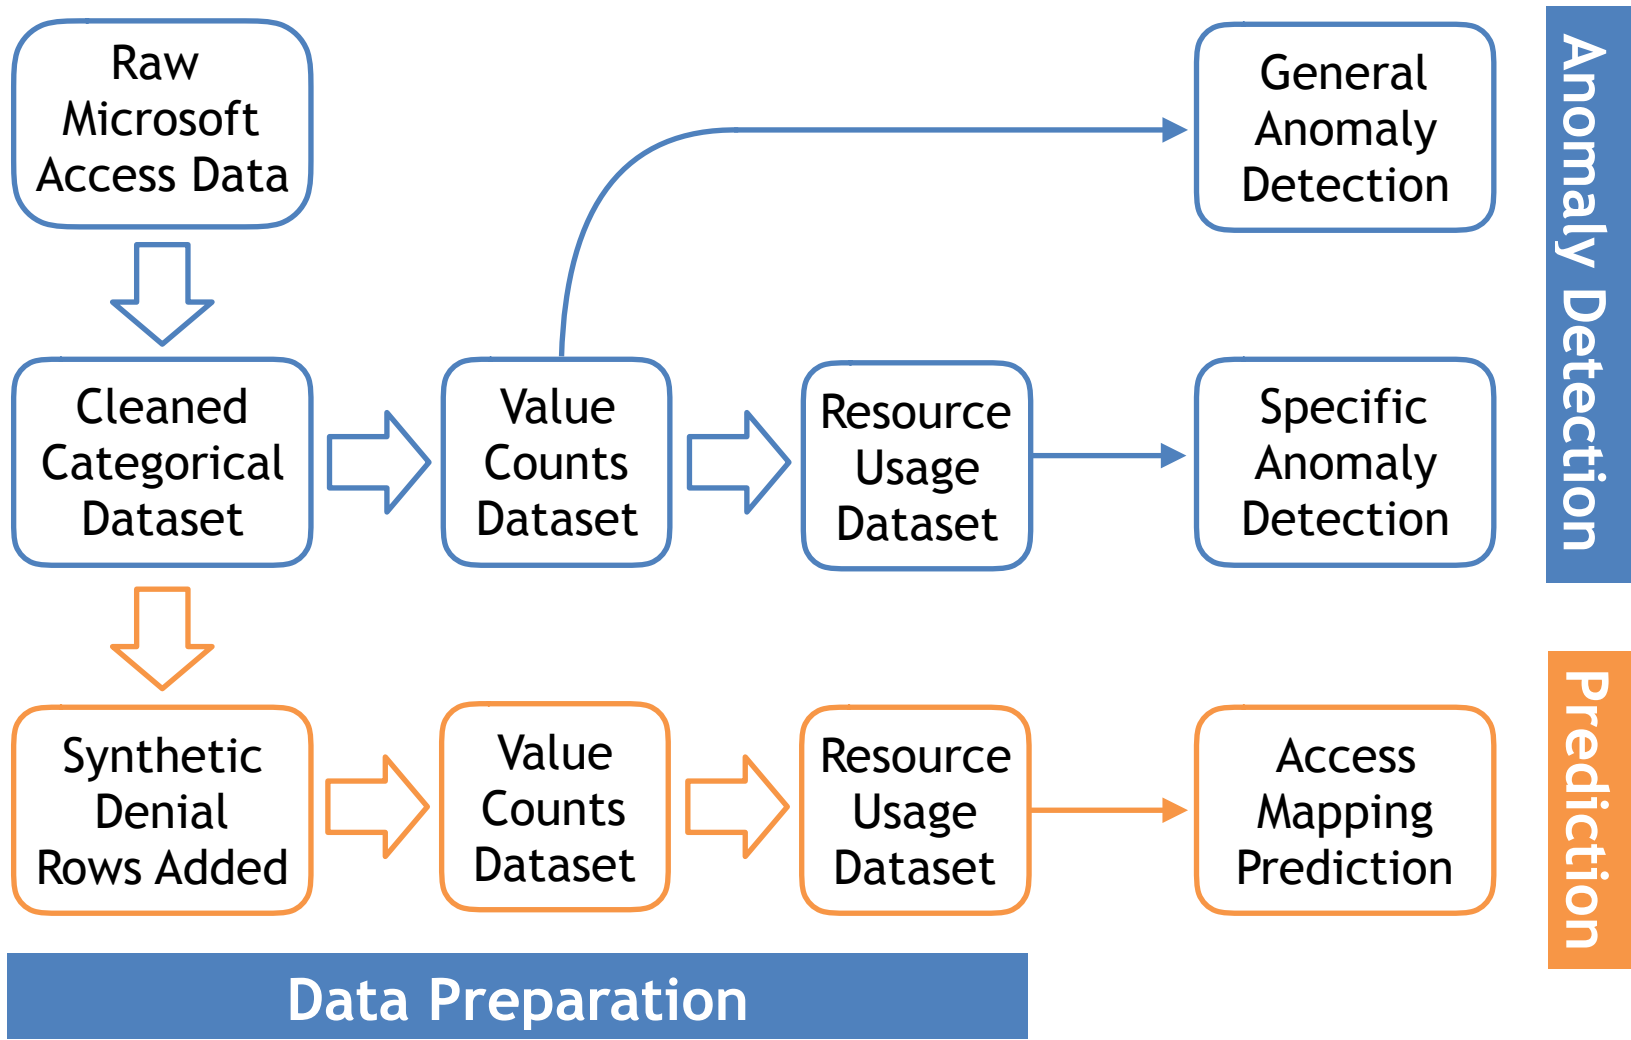 Raw
Microsoft
Access Data
General
Anomaly
Detection
Cleaned
Categorical
Dataset
Value
Counts
Dataset
Resource
Usage
Dataset
Specific
Anomaly
Detection
Anomaly Detection
Synthetic
Denial
Rows Added
Value
Counts
Dataset
Resource
Usage
Dataset
Access
Mapping
Prediction
Prediction
Data Preparation